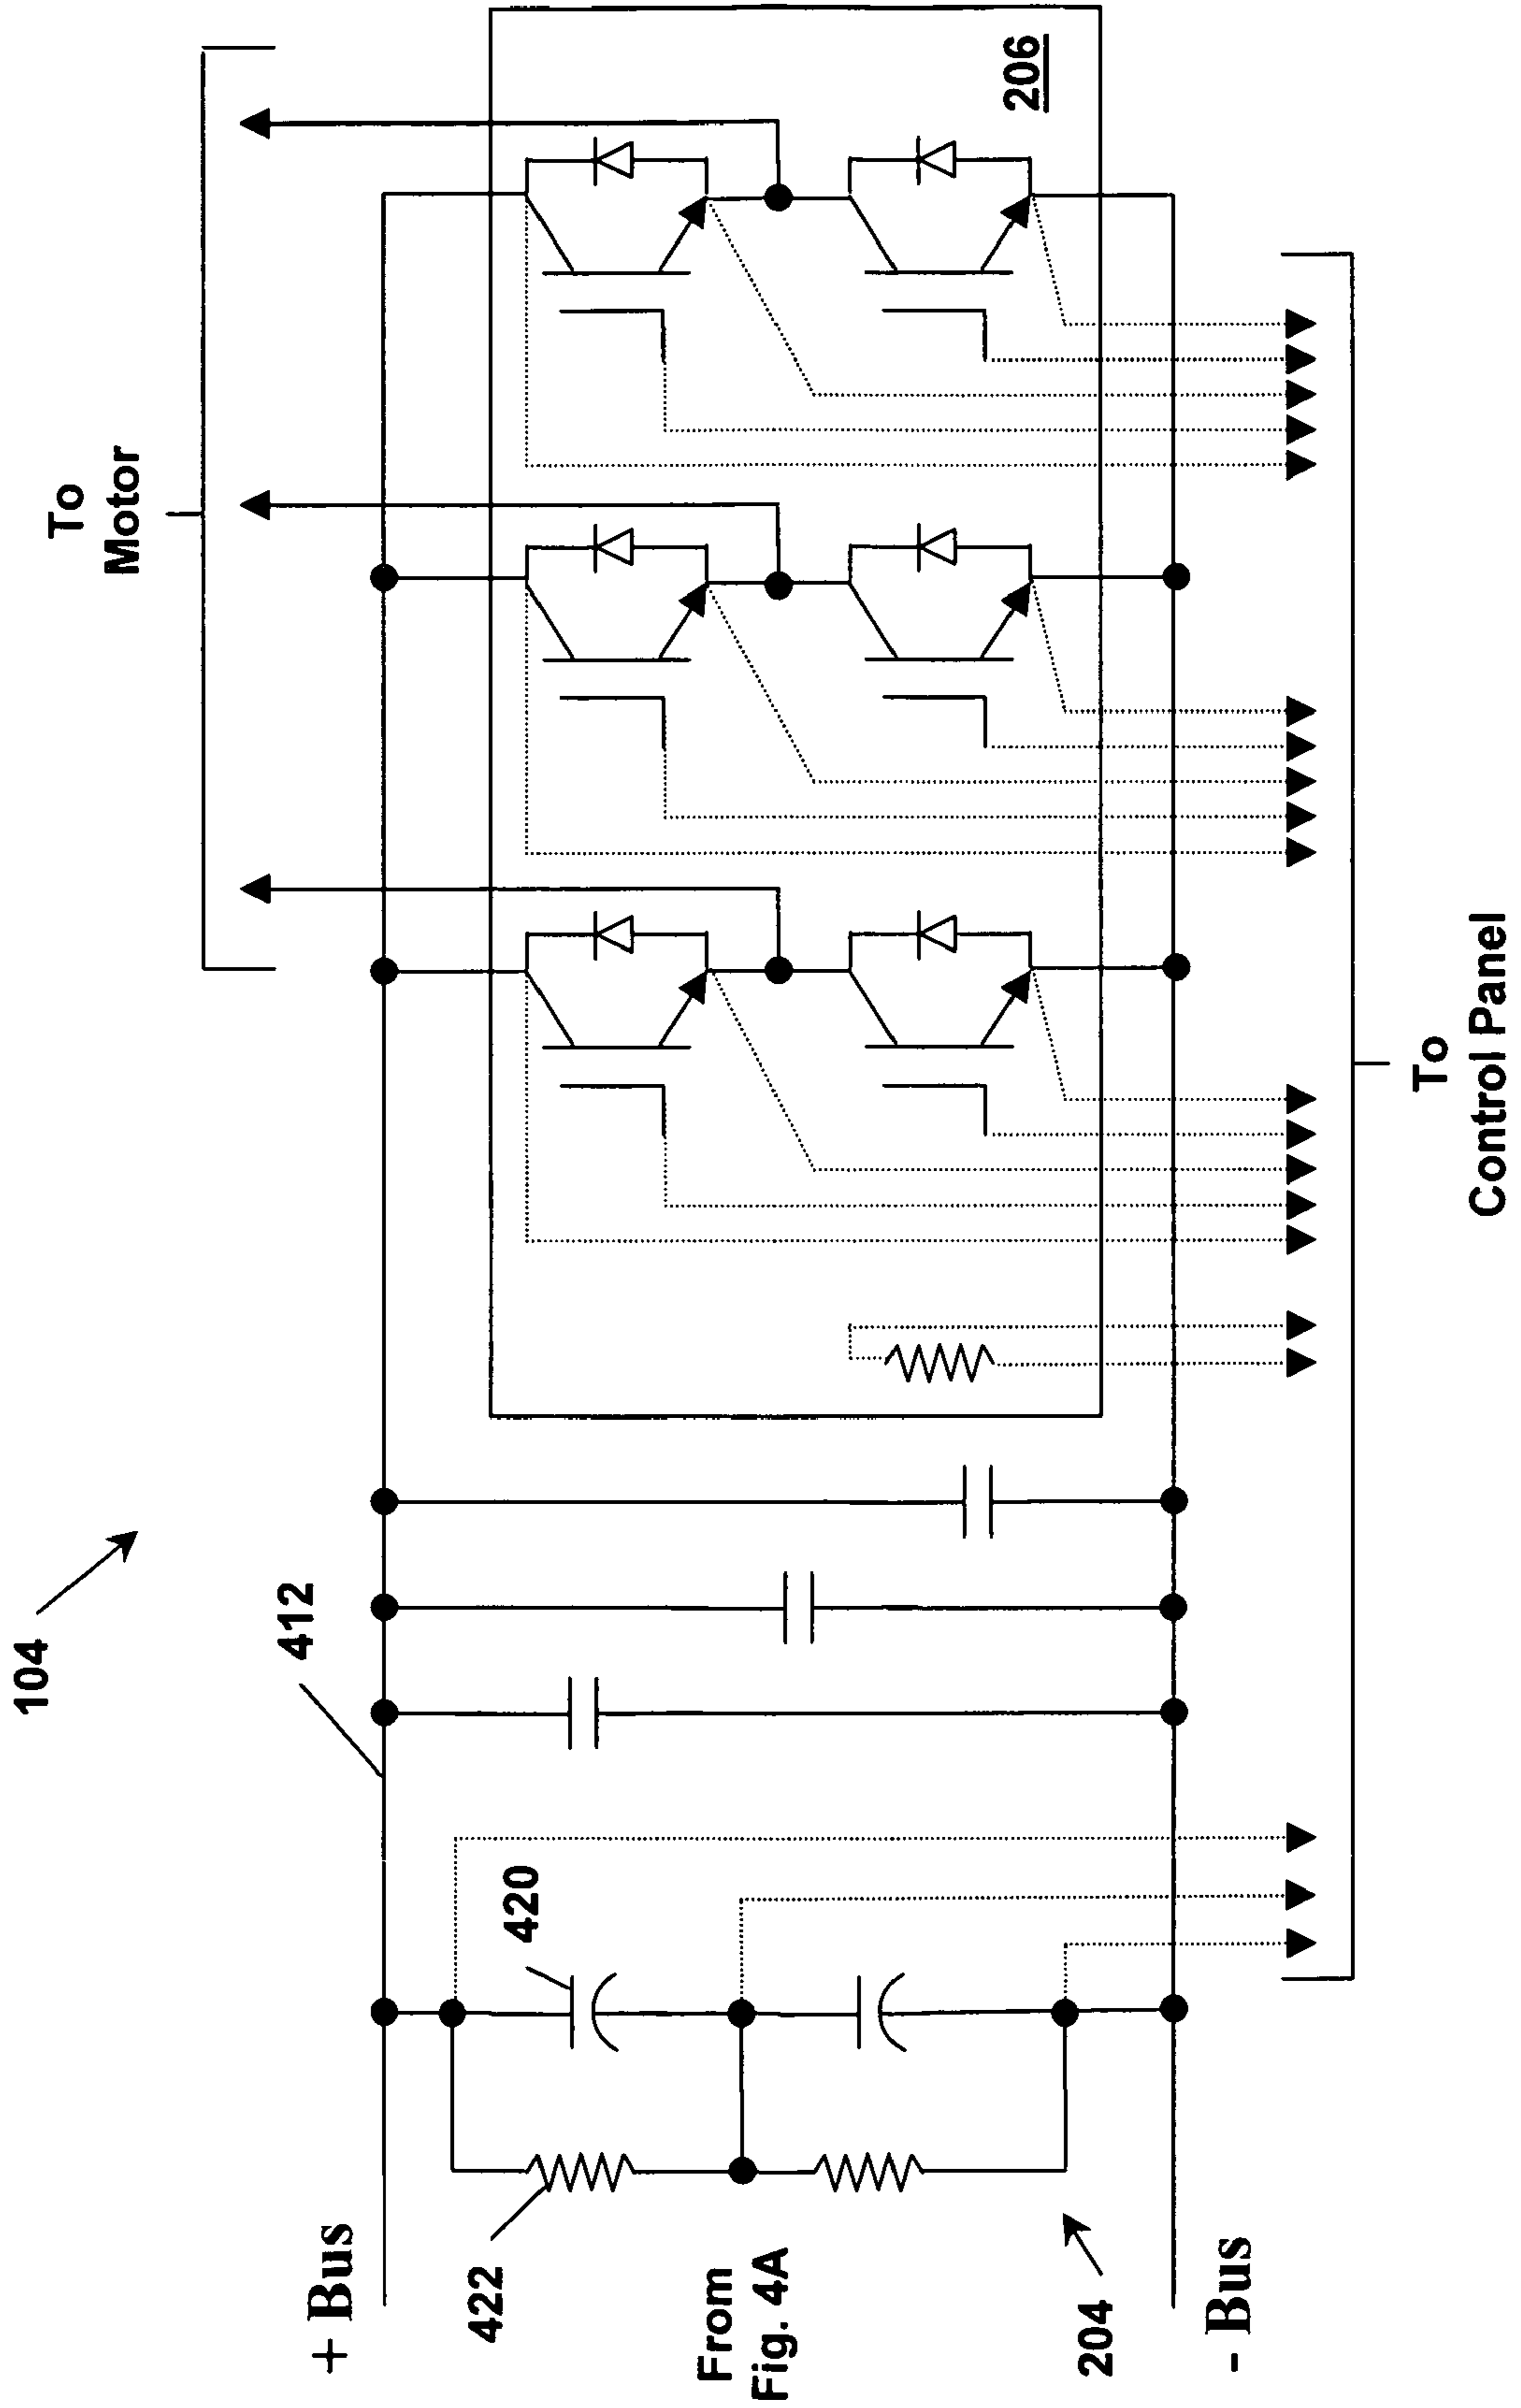 104
412
To
Motor
+ Bus
422
420
From
Fig. 4A
204
- Bus
206
To
Control Panel